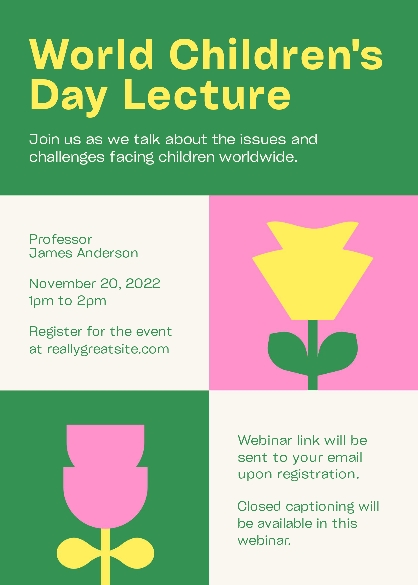 World Children's
Day Lecture
Join us as we talk about the issues and
challenges facing children worldwide.
Professor
James Anderson
November 20, 2022
1pm to 2pm
Register for the event
at reallygreatsite.com
Webinar link will be
sent to your email
upon registration.
Closed captioning will
be available in this
webinar.